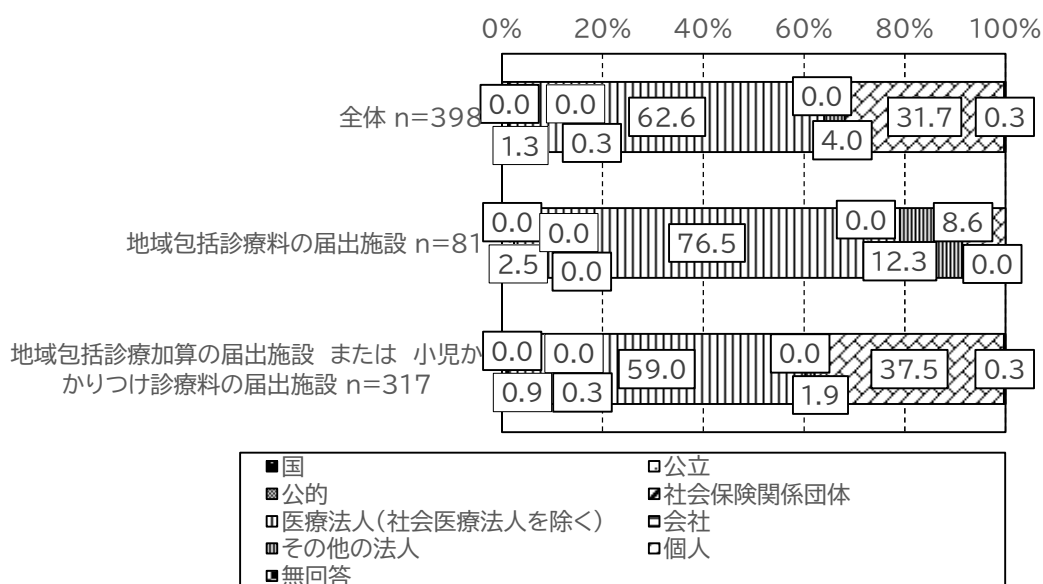 0% 20% 40% 60% 80% 100%
全体 n=398
0.0 0.0 62.6 0.0 31.7 0.3
1.3 0.3 4.0
地域包括診療料の届出施設 n=81
0.0 0.0 76.5 0.0 8.6
2.5 0.0 12.3 0.0
地域包括診療加算の届出施設 または 小児か
かりつけ診療料の届出施設 n=317
0.0 0.0 59.0 0.0 37.5 0.3
0.9 0.3 1.9
国 公立
公的 社会保険関係団体
医療法人(社会医療法人を除く) 会社
その他の法人 個人
無回答